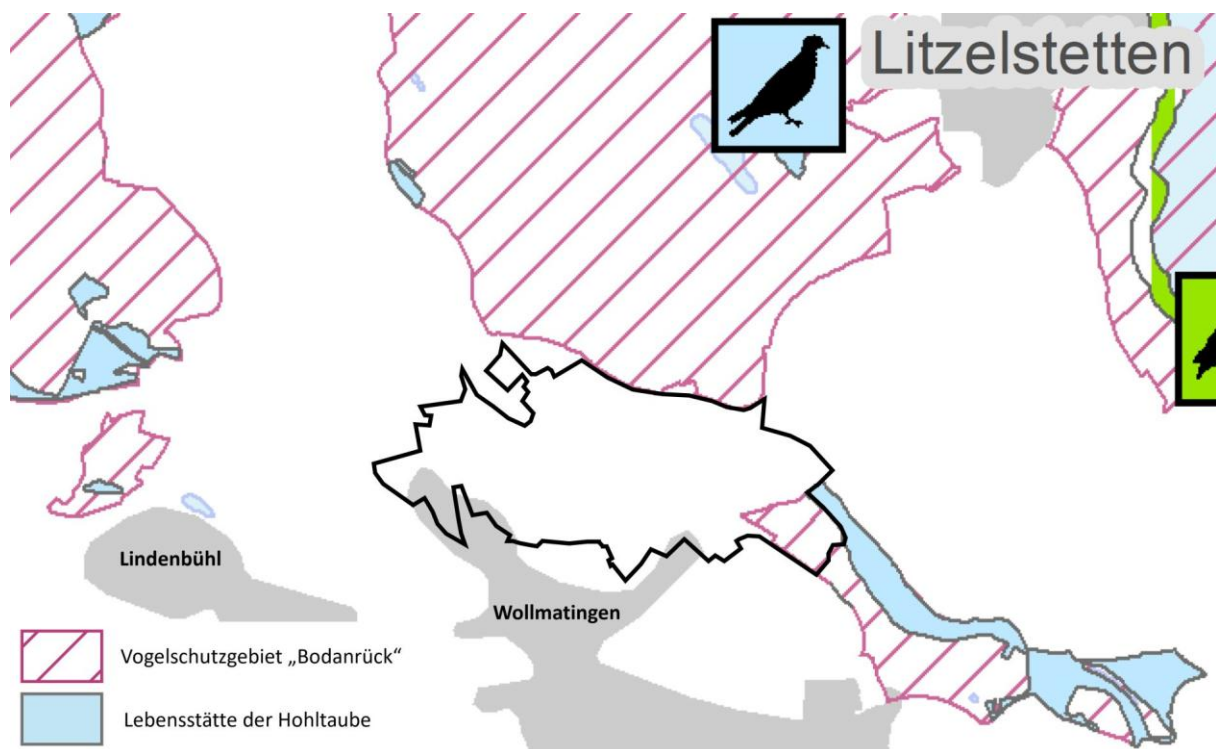 Litzelstetten
Lindenbühl
Wollmatingen
Vogelschutzgebiet „Bodanrück“
Lebensstätte der Hohltaube